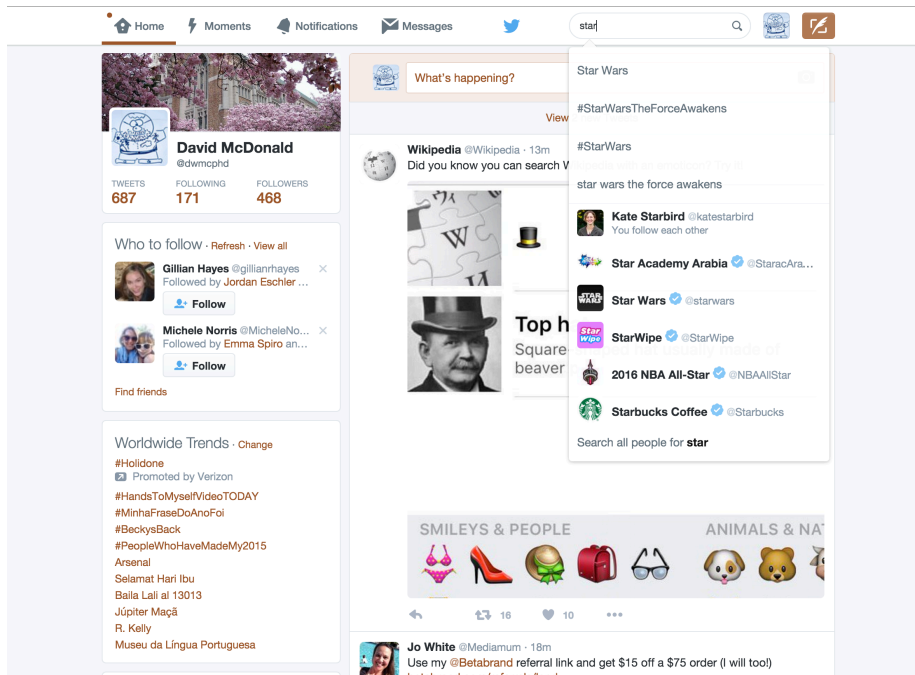 Home
Moments
Notifications
Messages
star
David McDonald
@dwmcphd
TWEETS FOLLOWING FOLLOWERS
687 171 468
Who to follow · Refresh · View all
Gillian Hayes @gillianrhayes
Followed by Jordan Eschler ...
Follow
Michele Norris @MicheleNo...
Followed by Emma Spiro an...
Follow
Find friends
Worldwide Trends · Change
#Holidone
Promoted by Verizon
#HandsToMyselfVideoTODAY
#MinhaFraseDoAnoFoi
#BeckysBack
#PeopleWhoHaveMadeMy2015
Arsenal
Selamat Hari Ibu
Baila Lali al 13013
Júpiter Maçã
R. Kelly
Museu da Língua Portuguesa
What's happening?
View
Wikipedia @Wikipedia · 13m
Did you know you can search W
W
Top h
Square-
beaver
SMILEYS & PEOPLE
ANIMALS & NAT
16
10
Jo White @Mediamum · 18m
Use my @Betabrand referral link and get $15 off a $75 order (I will too!)
Star Wars
#StarWarsTheForceAwakens
#StarWars
star wars the force awakens
Kate Starbird @katestarbird
You follow each other
Star Academy Arabia @StaracAra...
STAR WARS
Star Wars @starwars
Star Wipe
StarWipe @StarWipe
2016 NBA All-Star @NBAAllStar
Starbucks Coffee @Starbucks
Search all people for star